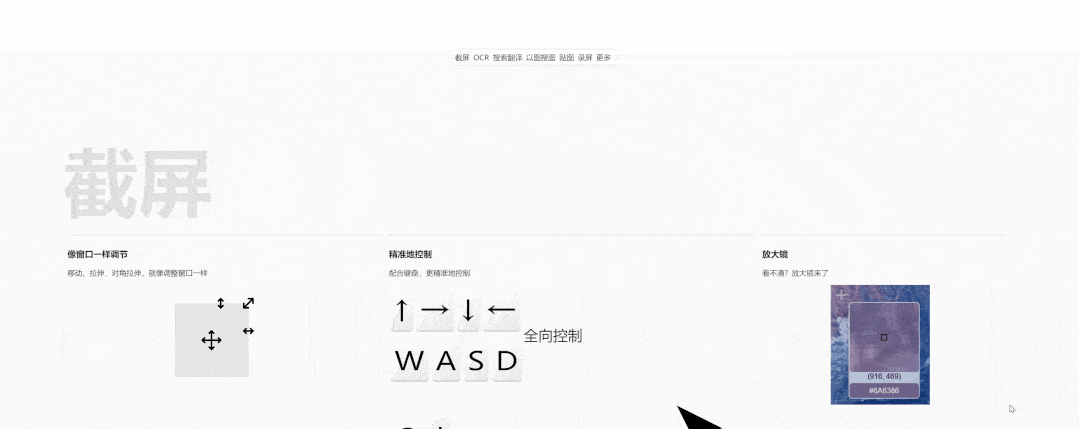 截屏 OCR 搜索翻译 以图搜图 贴图 录屏 更多
截屏
像窗口一样调节
移动、拉伸、对角拉伸，就像调整窗口一样
精准地控制
配合键盘，更精准地控制
↑ → ↓ ←
全向控制
W A S D
放大镜
看不清？放大镜来了
(916, 469)
#6A6386